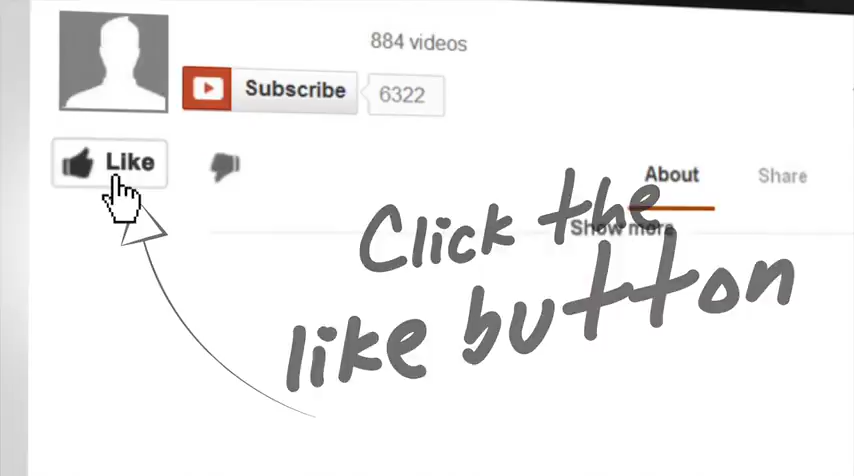 884 videos
Subscribe
6322
Like
About
Share
Show more
Click the
like button